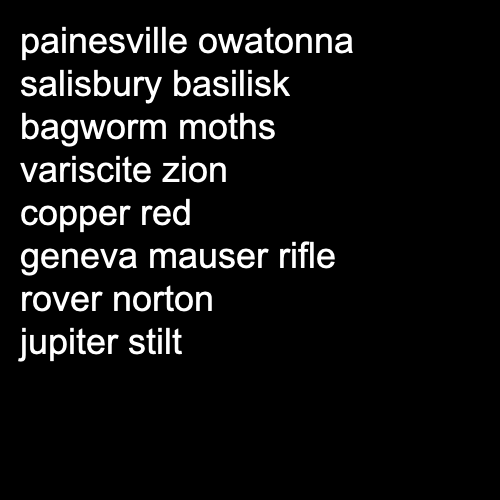 painesville owatonna
salisbury basilisk
bagworm moths
variscite zion
copper red
geneva mauser rifle
rover norton
jupiter stilt